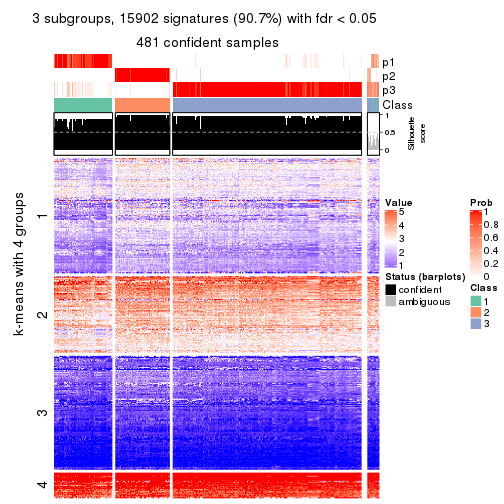 3 subgroups, 15902 signatures (90.7%) with fdr < 0.05
481 confident samples
p1
p2
p3
Class
1
0.5
0
Silhouette
score
k-means with 4 groups
1
2
3
4
Value
5
4
3
2
1
Status (barplots)
confident
ambiguous
Prob
1
0.8
0.6
0.4
0.2
0
Class
1
2
3